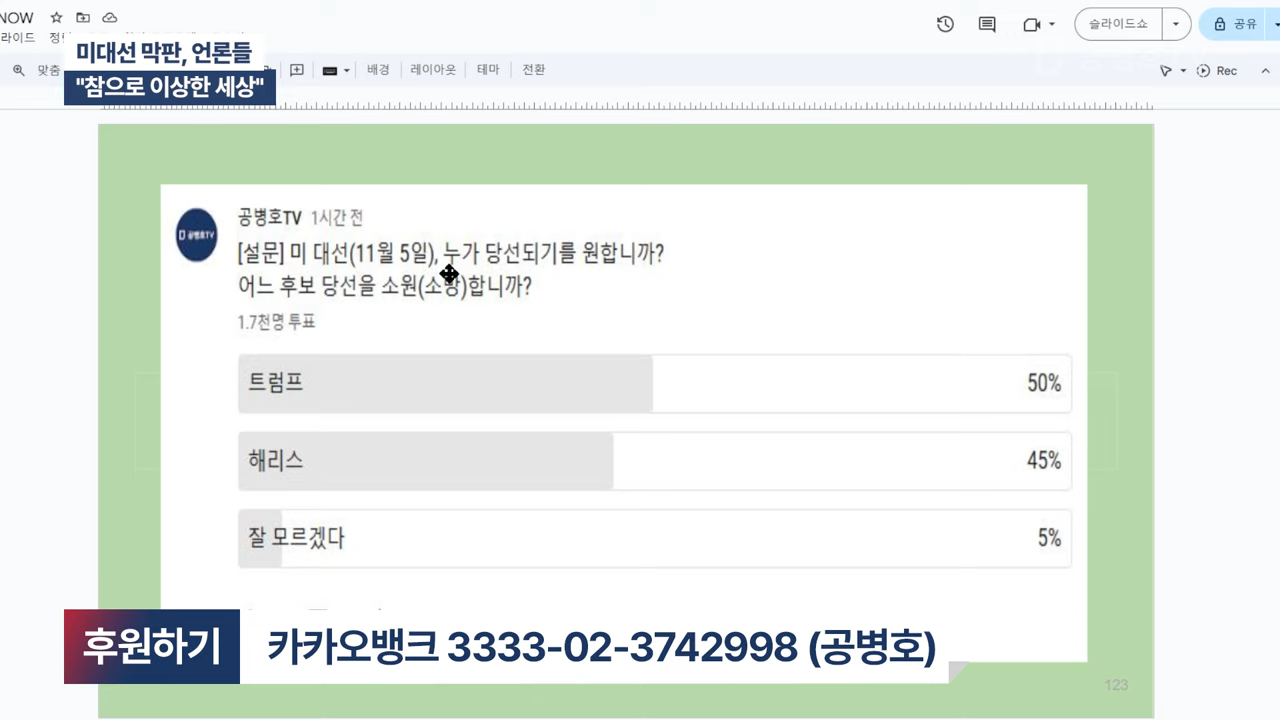 NOW
라이드
미대선 막판, 언론들
"참으로 이상한 세상"
맞춤
배경
레이아웃
테마
전환
슬라이드쇼
공유
Rec
공병호TV 1시간 전
공병호TV
[설문] 미 대선(11월 5일), 누가 당선되기를 원합니까?
어느 후보 당선을 소원(소망)합니까?
1.7천명 투표
트럼프 50%
해리스 45%
잘 모르겠다 5%
후원하기 카카오뱅크 3333-02-3742998 (공병호)
123